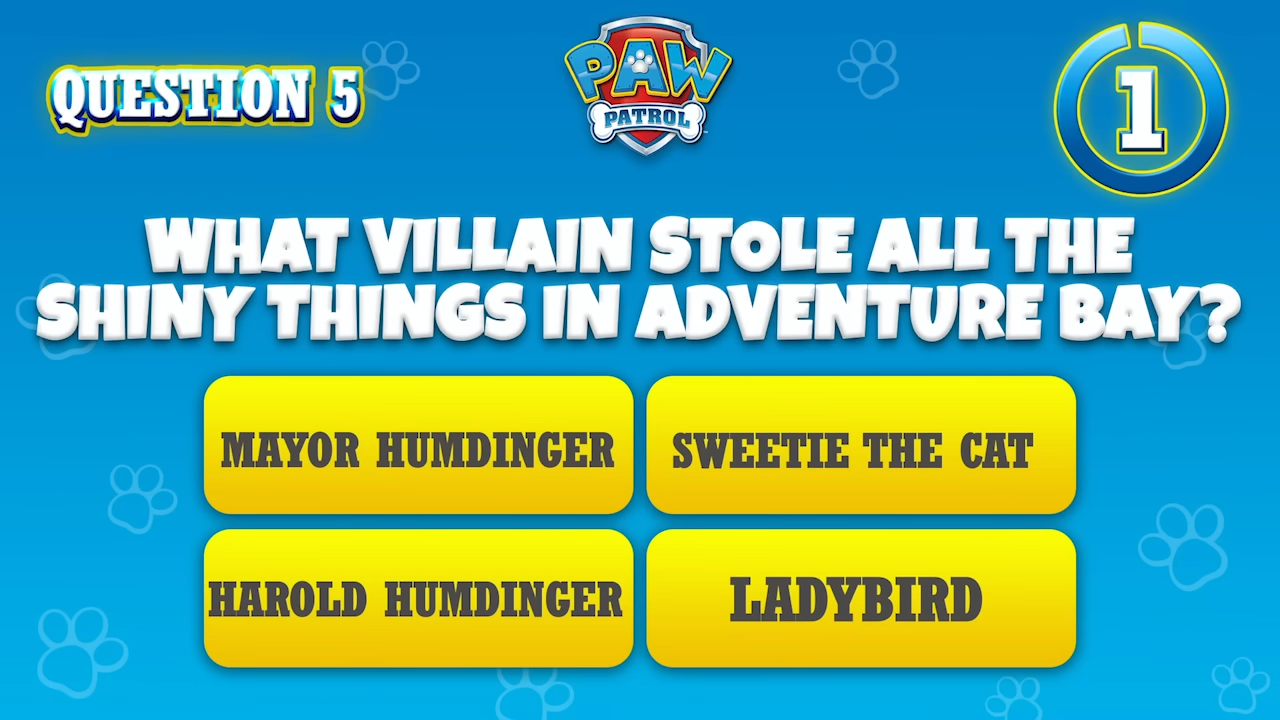 QUESTION 5
PAW
PATROL
1
WHAT VILLAIN STOLE ALL THE
SHINY THINGS IN ADVENTURE BAY?
MAYOR HUMDINGER
SWEETIE THE CAT
HAROLD HUMDINGER
LADYBIRD